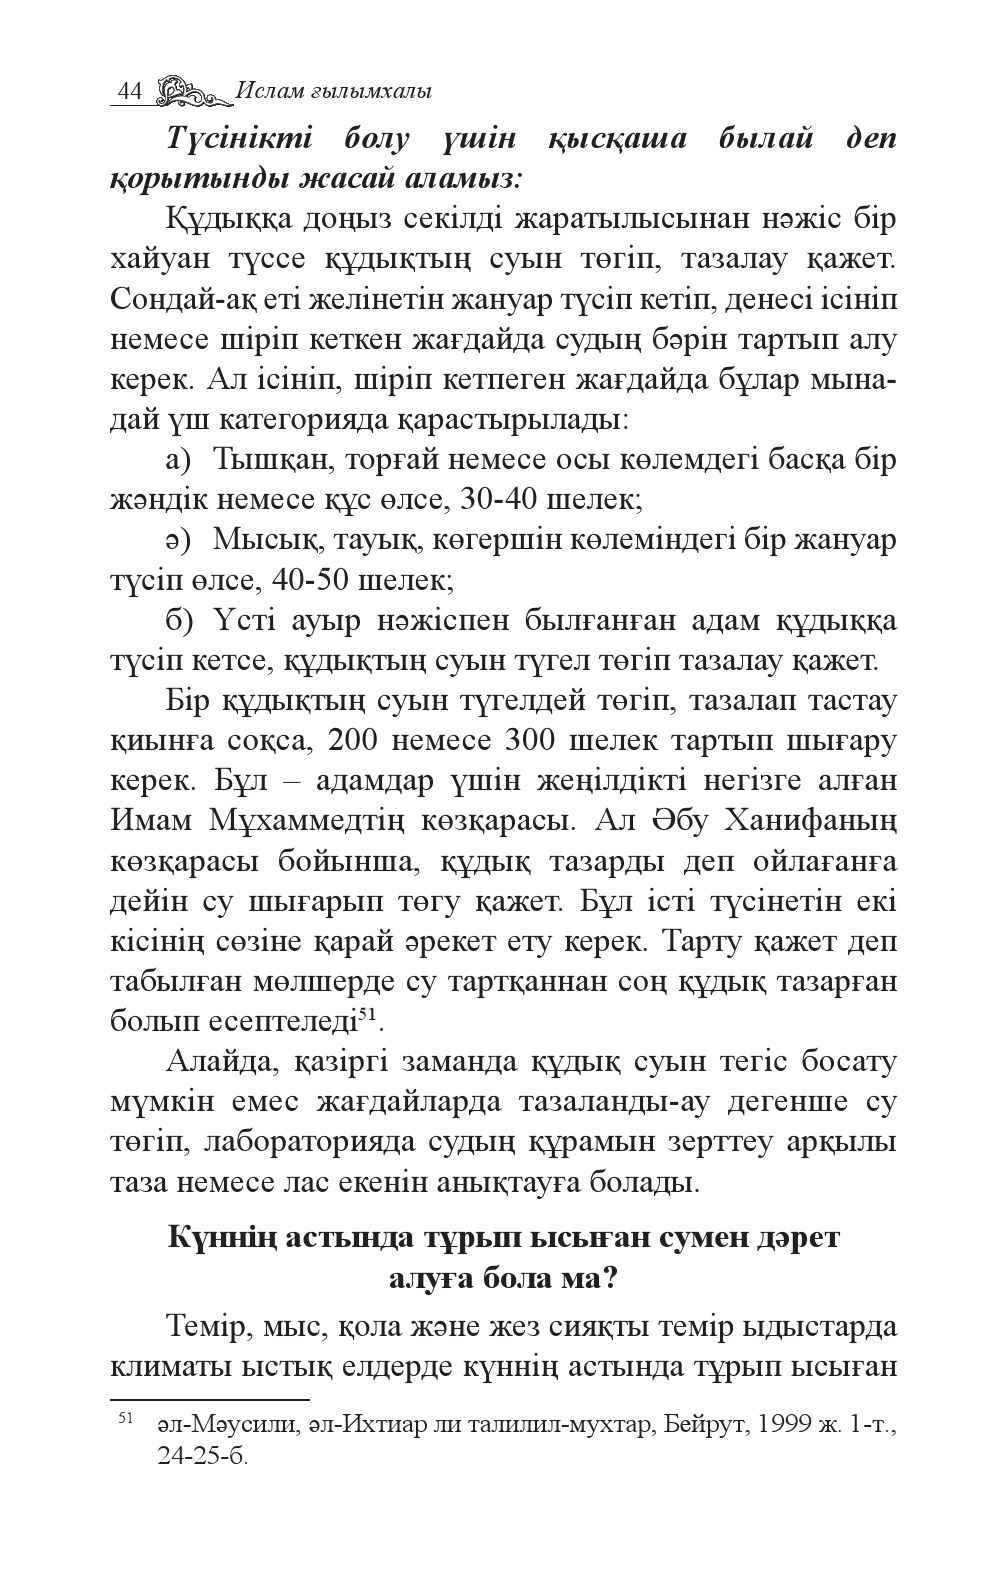 44 Ислам ғылымхалы
Түсінікті болу үшін қысқаша былай деп
қорытынды жасай аламыз:
Құдыққа доңыз секілді жаратылысынан нәжіс бір
хайуан түссе құдықтың суын төгіп, тазалау қажет.
Сондай-ақ еті желінетін жануар түсіп кетіп, денесі ісініп
немесе шіріп кеткен жағдайда судың бәрін тартып алу
керек. Ал ісініп, шіріп кетпеген жағдайда бұлар мына-
дай үш категорияда қарастырылады:
а) Тышқан, торғай немесе осы көлемдегі басқа бір
жәндік немесе құс өлсе, 30-40 шелек;
ә) Мысық, тауық, көгершін көлеміндегі бір жануар
түсіп өлсе, 40-50 шелек;
б) Үсті ауыр нәжіспен былғанған адам құдыққа
түсіп кетсе, құдықтың суын түгел төгіп тазалау қажет.
Бір құдықтың суын түгелдей төгіп, тазалап тастау
қиынға соқса, 200 немесе 300 шелек тартып шығару
керек. Бұл – адамдар үшін жеңілдікті негізге алған
Имам Мұхаммедтің көзқарасы. Ал Әбу Ханифаның
көзқарасы бойынша, құдық тазарды деп ойлағанға
дейін су шығарып төгу қажет. Бұл істі түсінетін екі
кісінің сөзіне қарай әрекет ету керек. Тарту қажет деп
табылған мөлшерде су тартқаннан соң құдық тазарған
болып есептеледі⁵¹.
Алайда, қазіргі заманда құдық суын тегіс босату
мүмкін емес жағдайларда тазаланды-ау дегенше су
төгіп, лабораторияда судың құрамын зерттеу арқылы
таза немесе лас екенін анықтауға болады.
Күннің астында тұрып ысыған сумен дәрет
алуға бола ма?
Темір, мыс, қола және жез сияқты темір ыдыстарда
климаты ыстық елдерде күннің астында тұрып ысыған
⁵¹ әл-Мәусили, әл-Ихтиар ли талилил-мухтар, Бейрут, 1999 ж. 1-т.,
24-25-б.